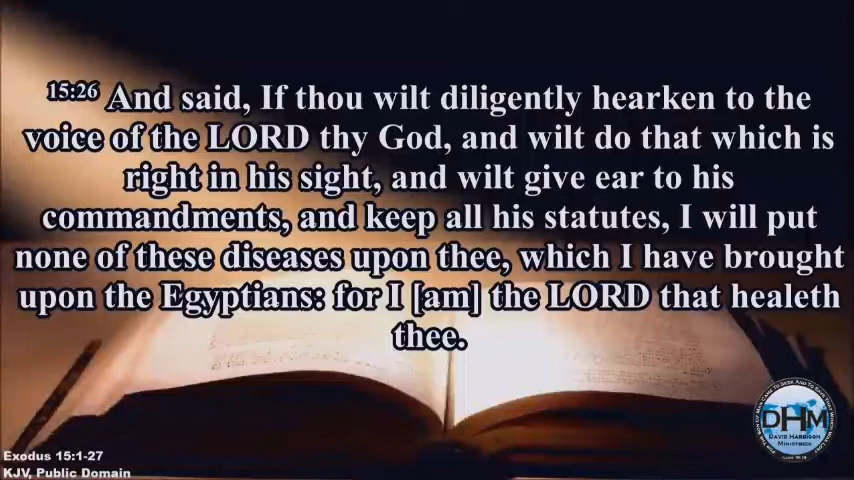 15:26 And said, If thou wilt diligently hearken to the
voice of the LORD thy God, and wilt do that which is
right in his sight, and wilt give ear to his
commandments, and keep all his statutes, I will put
none of these diseases upon thee, which I have brought
upon the Egyptians: for I [am] the LORD that healeth
thee.
DHM
David Harrison
Ministries
Exodus 15:1-27
KJV, Public Domain